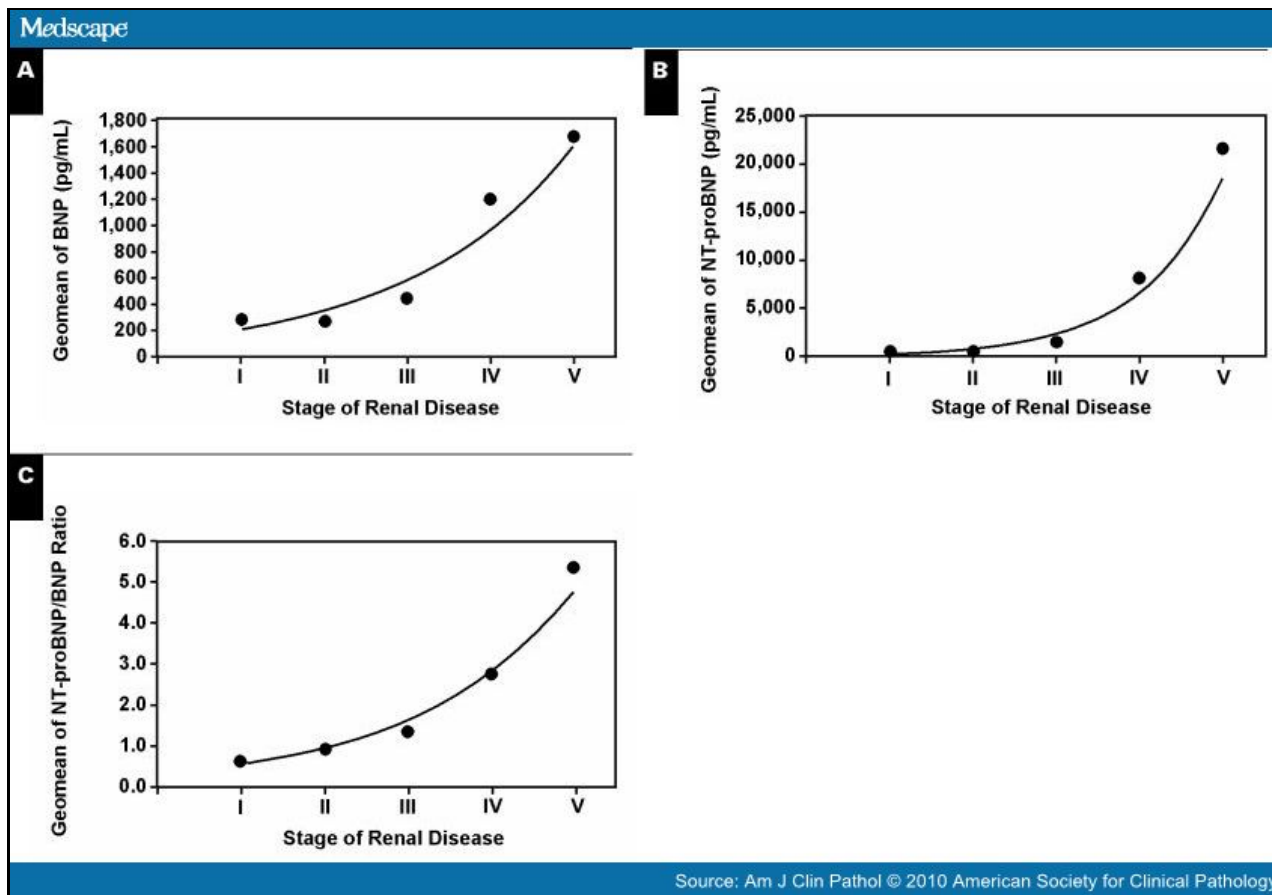 Medscape
A
Geomean of BNP (pg/mL)
1,800
1,600
1,400
1,200
1,000
800
600
400
200
0
I II III IV V
Stage of Renal Disease
B
Geomean of NT-proBNP (pg/mL)
25,000
20,000
15,000
10,000
5,000
0
I II III IV V
Stage of Renal Disease
C
Geomean of NT-proBNP/BNP Ratio
6.0
5.0
4.0
3.0
2.0
1.0
0.0
I II III IV V
Stage of Renal Disease
Source: Am J Clin Pathol © 2010 American Society for Clinical Pathology